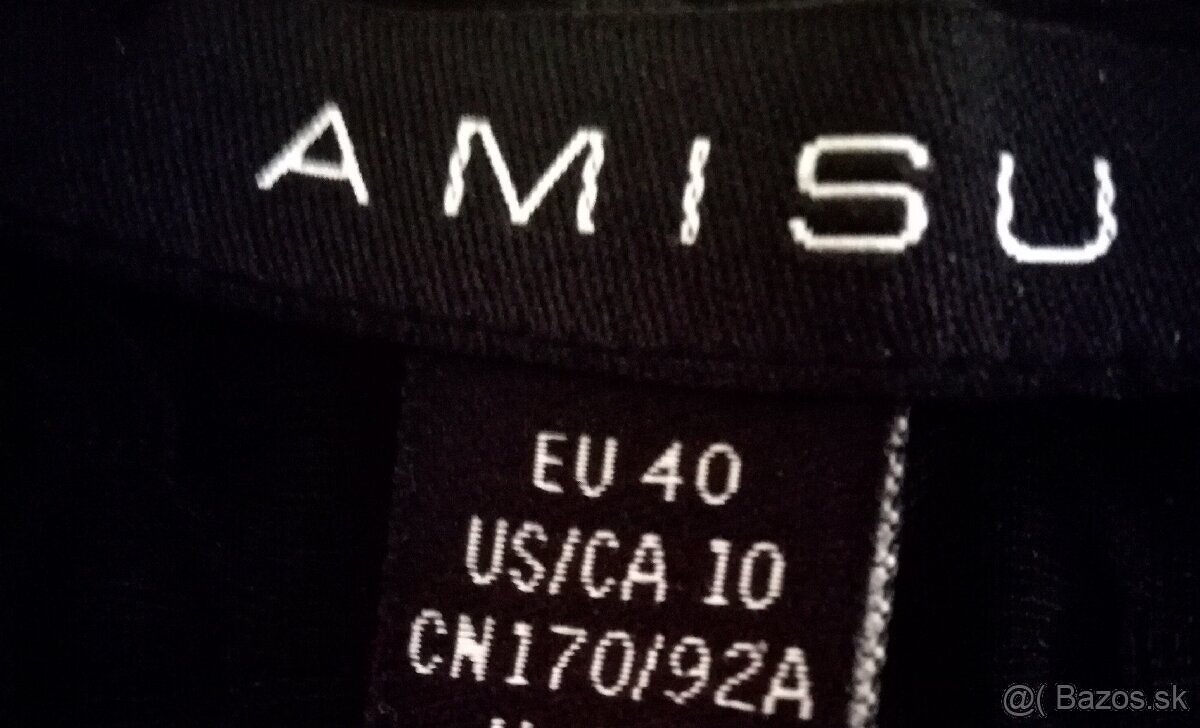 AMISU
EU 40
US/CA 10
CN170/92A
@( Bazos.sk